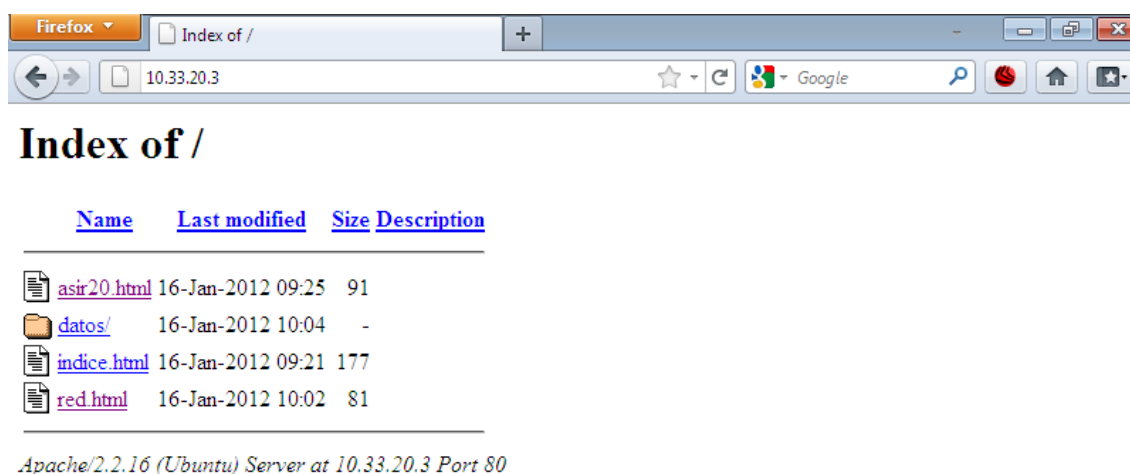 Firefox
Index of /
10.33.20.3
Google
Index of /
Name Last modified Size Description
asir20.html 16-Jan-2012 09:25 91
datos/ 16-Jan-2012 10:04 -
indice.html 16-Jan-2012 09:21 177
red.html 16-Jan-2012 10:02 81
Apache/2.2.16 (Ubuntu) Server at 10.33.20.3 Port 80